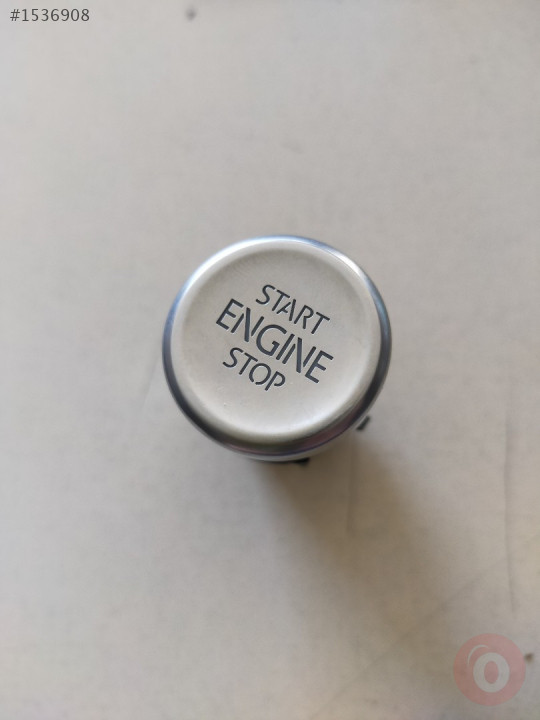 #1536908
START
ENGINE
STOP